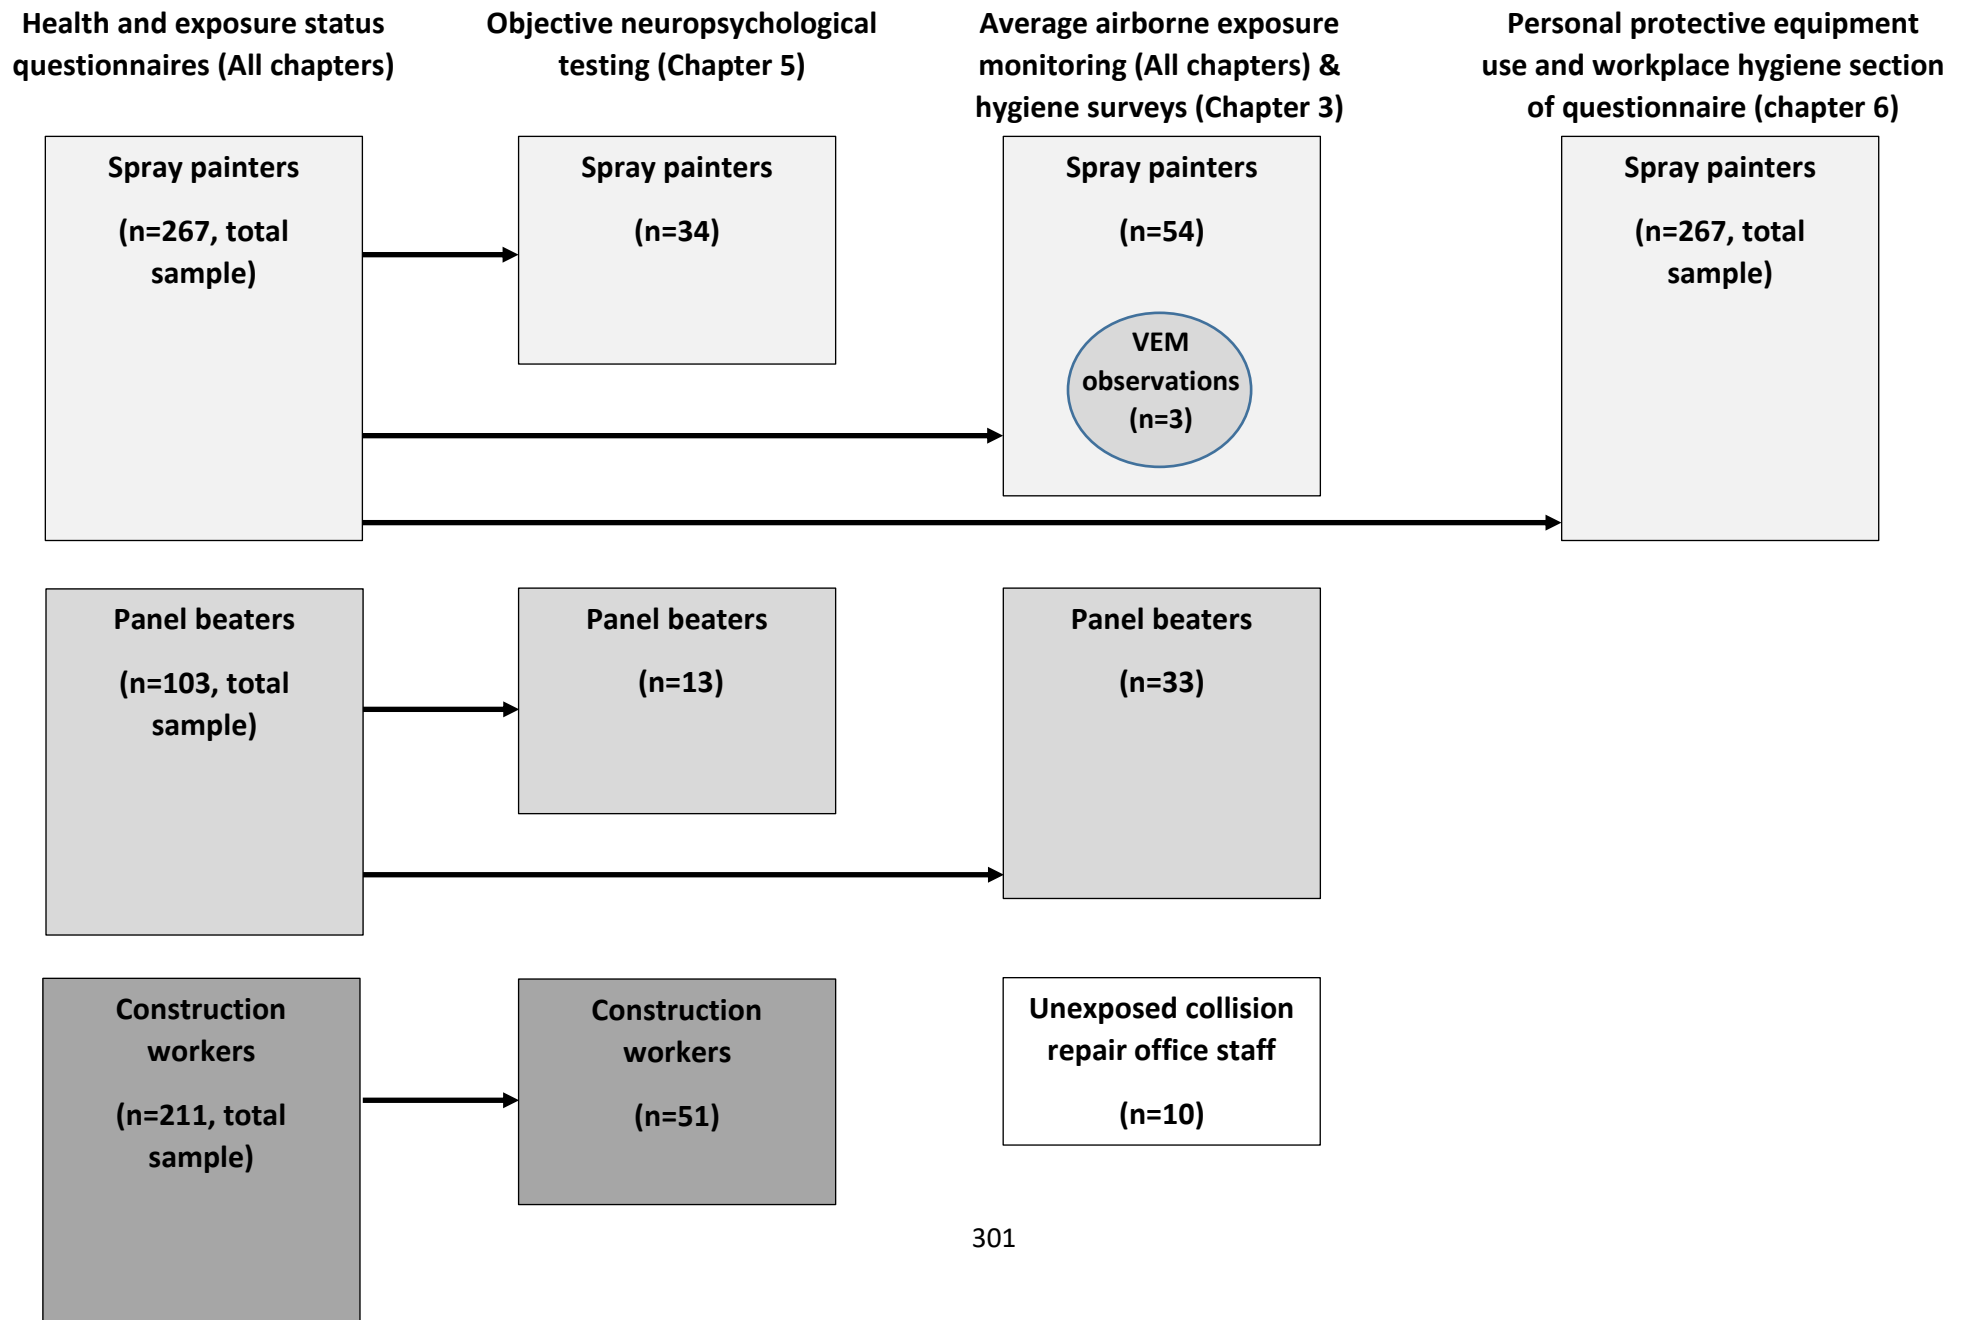 Health and exposure status
questionnaires (All chapters)
Objective neuropsychological
testing (Chapter 5)
Average airborne exposure
monitoring (All chapters) &
hygiene surveys (Chapter 3)
Personal protective equipment
use and workplace hygiene section
of questionnaire (chapter 6)
Spray painters
(n=267, total
sample)
Spray painters
(n=34)
Spray painters
(n=54)
VEM
observations
(n=3)
Spray painters
(n=267, total
sample)
Panel beaters
(n=103, total
sample)
Panel beaters
(n=13)
Panel beaters
(n=33)
Construction
workers
(n=211, total
sample)
Construction
workers
(n=51)
Unexposed collision
repair office staff
(n=10)
301